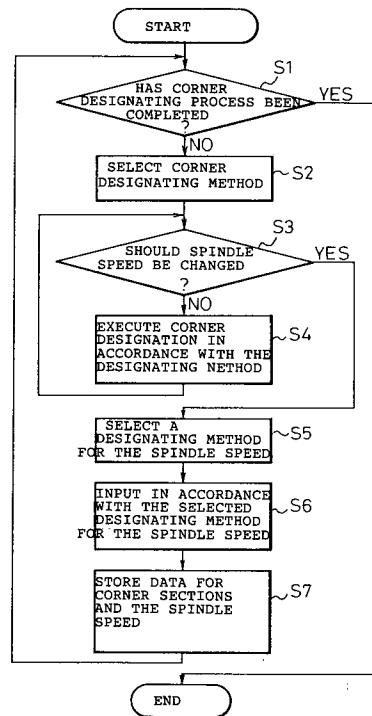 START
S1
HAS CORNER
DESIGNATING PROCESS BEEN
COMPLETED
?
YES
NO
SELECT CORNER
DESIGNATING METHOD
S2
S3
SHOULD SPINDLE
SPEED BE CHANGED
?
YES
NO
EXECUTE CORNER
DESIGNATION IN
ACCORDANCE WITH THE
DESIGNATING NETHOD
S4
SELECT A
DESIGNATING METHOD
FOR THE SPINDLE SPEED
S5
INPUT IN ACCORDANCE
WITH THE SELECTED
DESIGNATING METHOD
FOR THE SPINDLE SPEED
S6
STORE DATA FOR
CORNER SECTIONS
AND THE SPINDLE
SPEED
S7
END